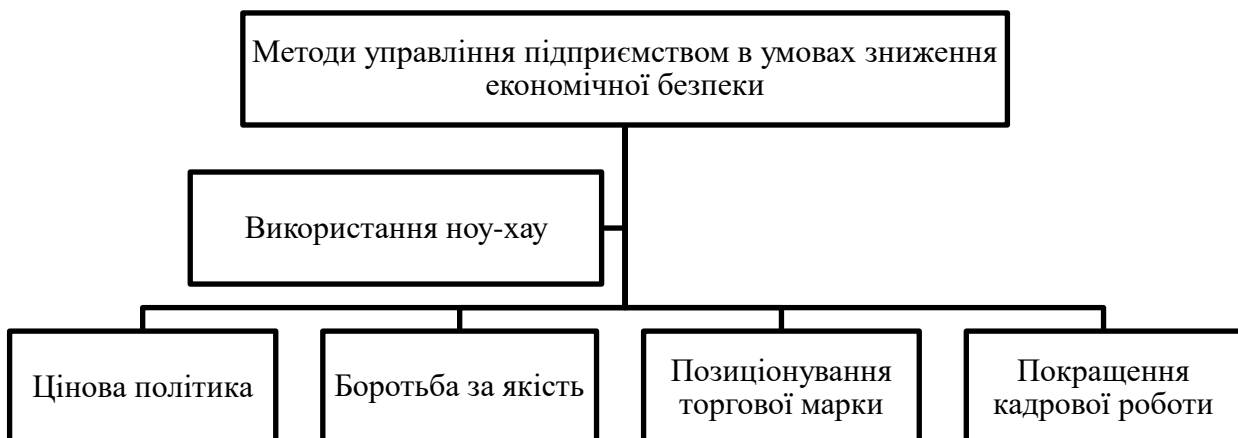 Методи управління підприємством в умовах зниження
економічної безпеки
Використання ноу-хау
Цінова політика
Боротьба за якість
Позиціонування
торгової марки
Покращення
кадрової роботи